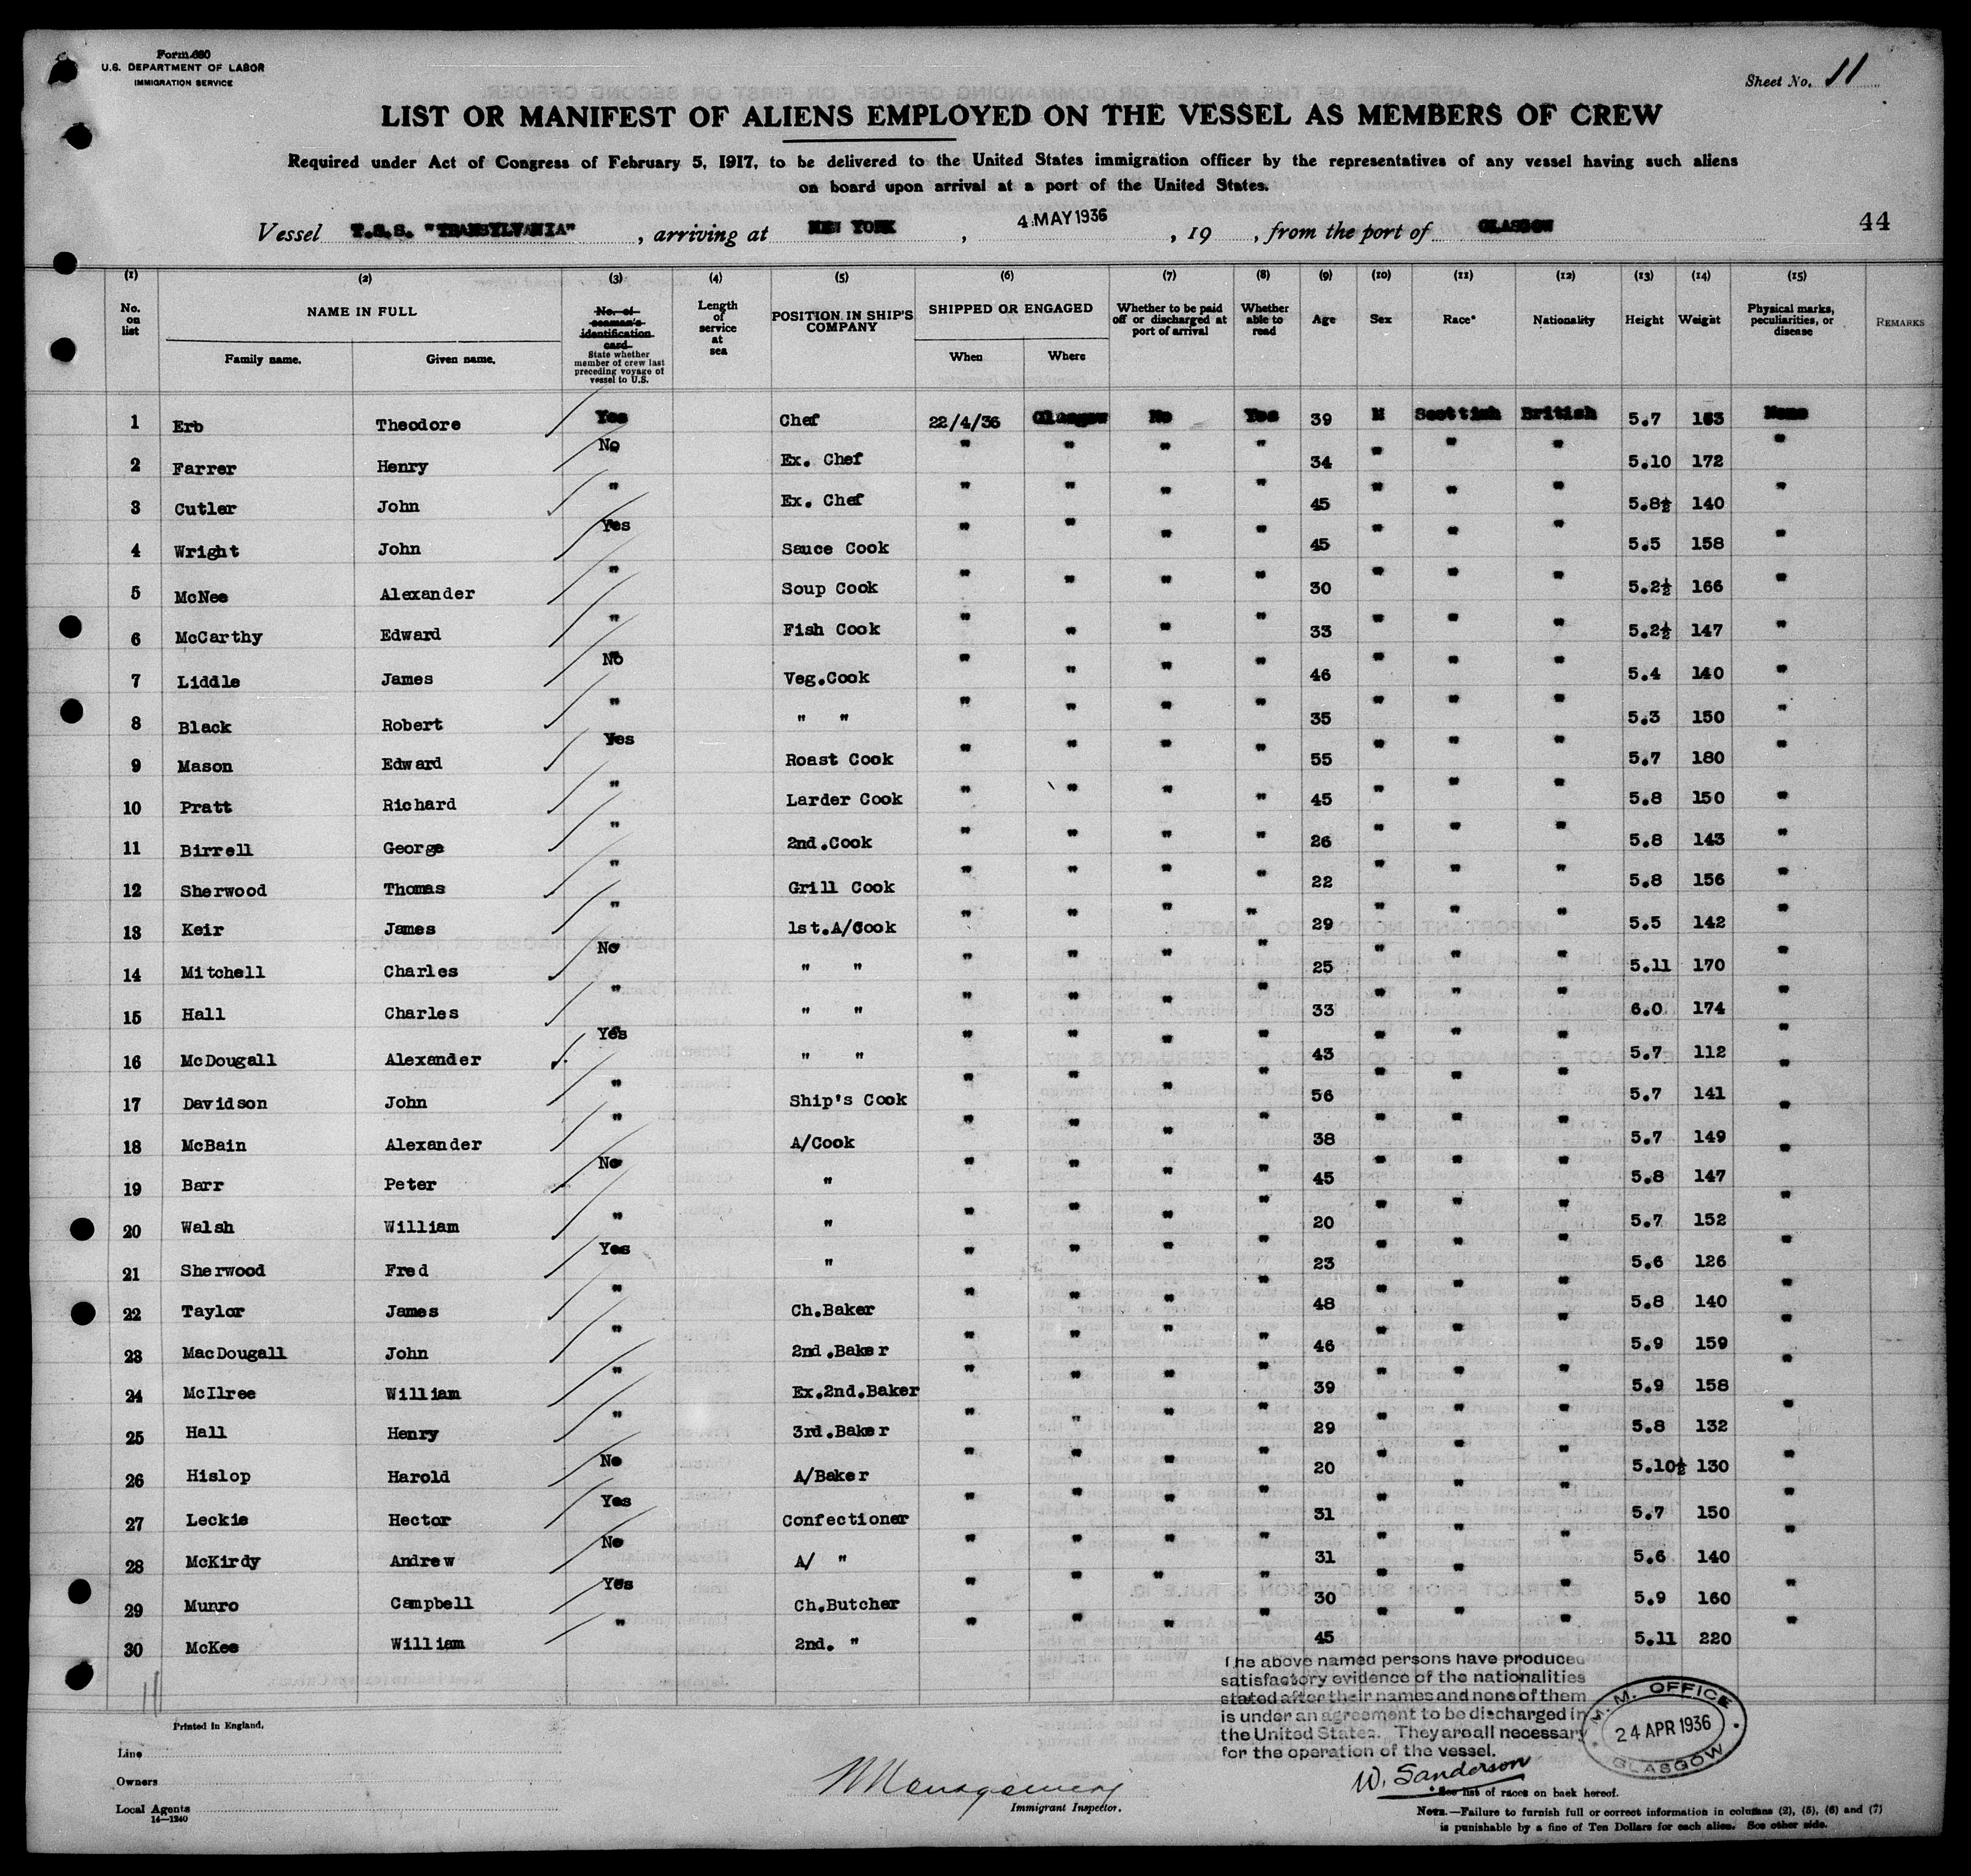 Form 680
U.S. DEPARTMENT OF LABOR
IMMIGRATION SERVICE
Sheet No. 11
LIST OR MANIFEST OF ALIENS EMPLOYED ON THE VESSEL AS MEMBERS OF CREW
Required under Act of Congress of February 5, 1917, to be delivered to the United States immigration officer by the representatives of any vessel having such aliens
on board upon arrival at a port of the United States.
Vessel T.S.S. "TRANSYLVANIA", arriving at NEW YORK, 4 MAY 1936, 19, from the port of GLASGOW 44
(1) (2) (3) (4) (5) (6) (7) (8) (9) (10) (11) (12) (13) (14) (15)
No. on list NAME IN FULL Family name. Given name. No. of seaman's identification card State whether member of crew last preceding voyage of vessel to U.S. Length of service at sea POSITION IN SHIP'S COMPANY SHIPPED OR ENGAGED When Where Whether to be paid off or discharged at port of arrival Whether able to read Age Sex Race* Nationality Height Weight Physical marks, peculiarities, or disease REMARKS
1 Erb Theodore Yes Chef 22/4/36 Glasgow No Yes 39 M Scottish British 5.7 163 None
2 Farrer Henry No Ex. Chef " " " " 34 " " " 5.10 172 "
3 Cutler John " Ex. Chef " " " " 45 " " " 5.8½ 140 "
4 Wright John Yes Sauce Cook " " " " 45 " " " 5.5 158 "
5 McNee Alexander " Soup Cook " " " " 30 " " " 5.2½ 166 "
6 McCarthy Edward " Fish Cook " " " " 33 " " " 5.2½ 147 "
7 Liddle James No Veg.Cook " " " " 46 " " " 5.4 140 "
8 Black Robert " " " " " " " 35 " " " 5.3 150 "
9 Mason Edward Yes Roast Cook " " " " 55 " " " 5.7 180 "
10 Pratt Richard " Larder Cook " " " " 45 " " " 5.8 150 "
11 Birrell George " 2nd.Cook " " " " 26 " " " 5.8 143 "
12 Sherwood Thomas " Grill Cook " " " " 22 " " " 5.8 156 "
13 Keir James " 1st.A/Cook " " " " 29 " " " 5.5 142 "
14 Mitchell Charles No " " " " " " 25 " " " 5.11 170 "
15 Hall Charles " " " " " " " 33 " " " 6.0 174 "
16 McDougall Alexander Yes " " " " " " 43 " " " 5.7 112 "
17 Davidson John " Ship's Cook " " " " 56 " " " 5.7 141 "
18 McBain Alexander " A/Cook " " " " 38 " " " 5.7 149 "
19 Barr Peter No " " " " " 45 " " " 5.8 147 "
20 Walsh William " " " " " " 20 " " " 5.7 152 "
21 Sherwood Fred Yes " " " " " 23 " " " 5.6 126 "
22 Taylor James " Ch.Baker " " " " 48 " " " 5.8 140 "
23 MacDougall John " 2nd.Baker " " " " 46 " " " 5.9 159 "
24 McIlree William " Ex.2nd.Baker " " " " 39 " " " 5.9 158 "
25 Hall Henry " 3rd.Baker " " " " 29 " " " 5.8 132 "
26 Hislop Harold No A/Baker " " " " 20 " " " 5.10½ 130 "
27 Leckie Hector Yes Confectioner " " " " 31 " " " 5.7 150 "
28 McKirdy Andrew No A/ " " " " " 31 " " " 5.6 140 "
29 Munro Campbell Yes Ch.Butcher " " " " 30 " " " 5.9 160 "
30 McKee William " 2nd. " " " " " 45 " " " 5.11 220 "
The above named persons have produced
satisfactory evidence of the nationalities
stated after their names and none of them
is under an agreement to be discharged in
the United States. They are all necessary
for the operation of the vessel.
M. M. OFFICE
24 APR 1936
GLASGOW
W. Sanderson
Printed in England.
Line
Owners
Local Agents
14—1240
Immigrant Inspector.
* See list of races on back hereof.
NOTE.—Failure to furnish full or correct information in columns (2), (5), (6) and (7)
is punishable by a fine of Ten Dollars for each alien. See other side.